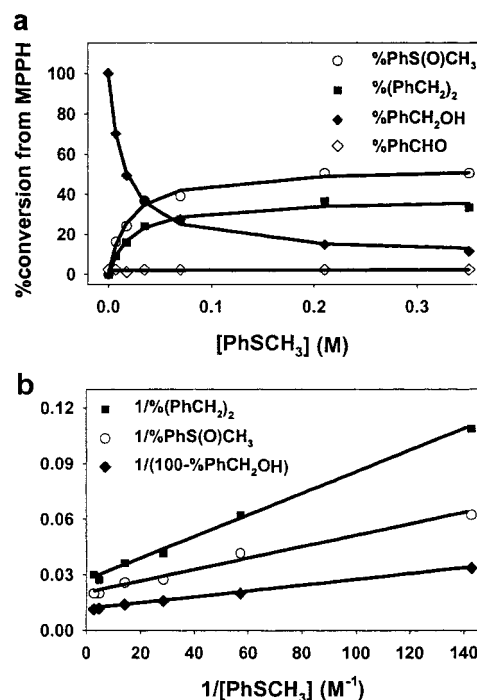 a
%conversion from MPPH
100
80
60
40
20
0
%PhS(O)CH₃
%(PhCH₂)₂
%PhCH₂OH
%PhCHO
0.0 0.1 0.2 0.3
[PhSCH₃] (M)
b
0.12
0.09
0.06
0.03
0.00
1/%(PhCH₂)₂
1/%PhS(O)CH₃
1/(100-%PhCH₂OH)
0 20 40 60 80 100 120 140
1/[PhSCH₃] (M⁻¹)